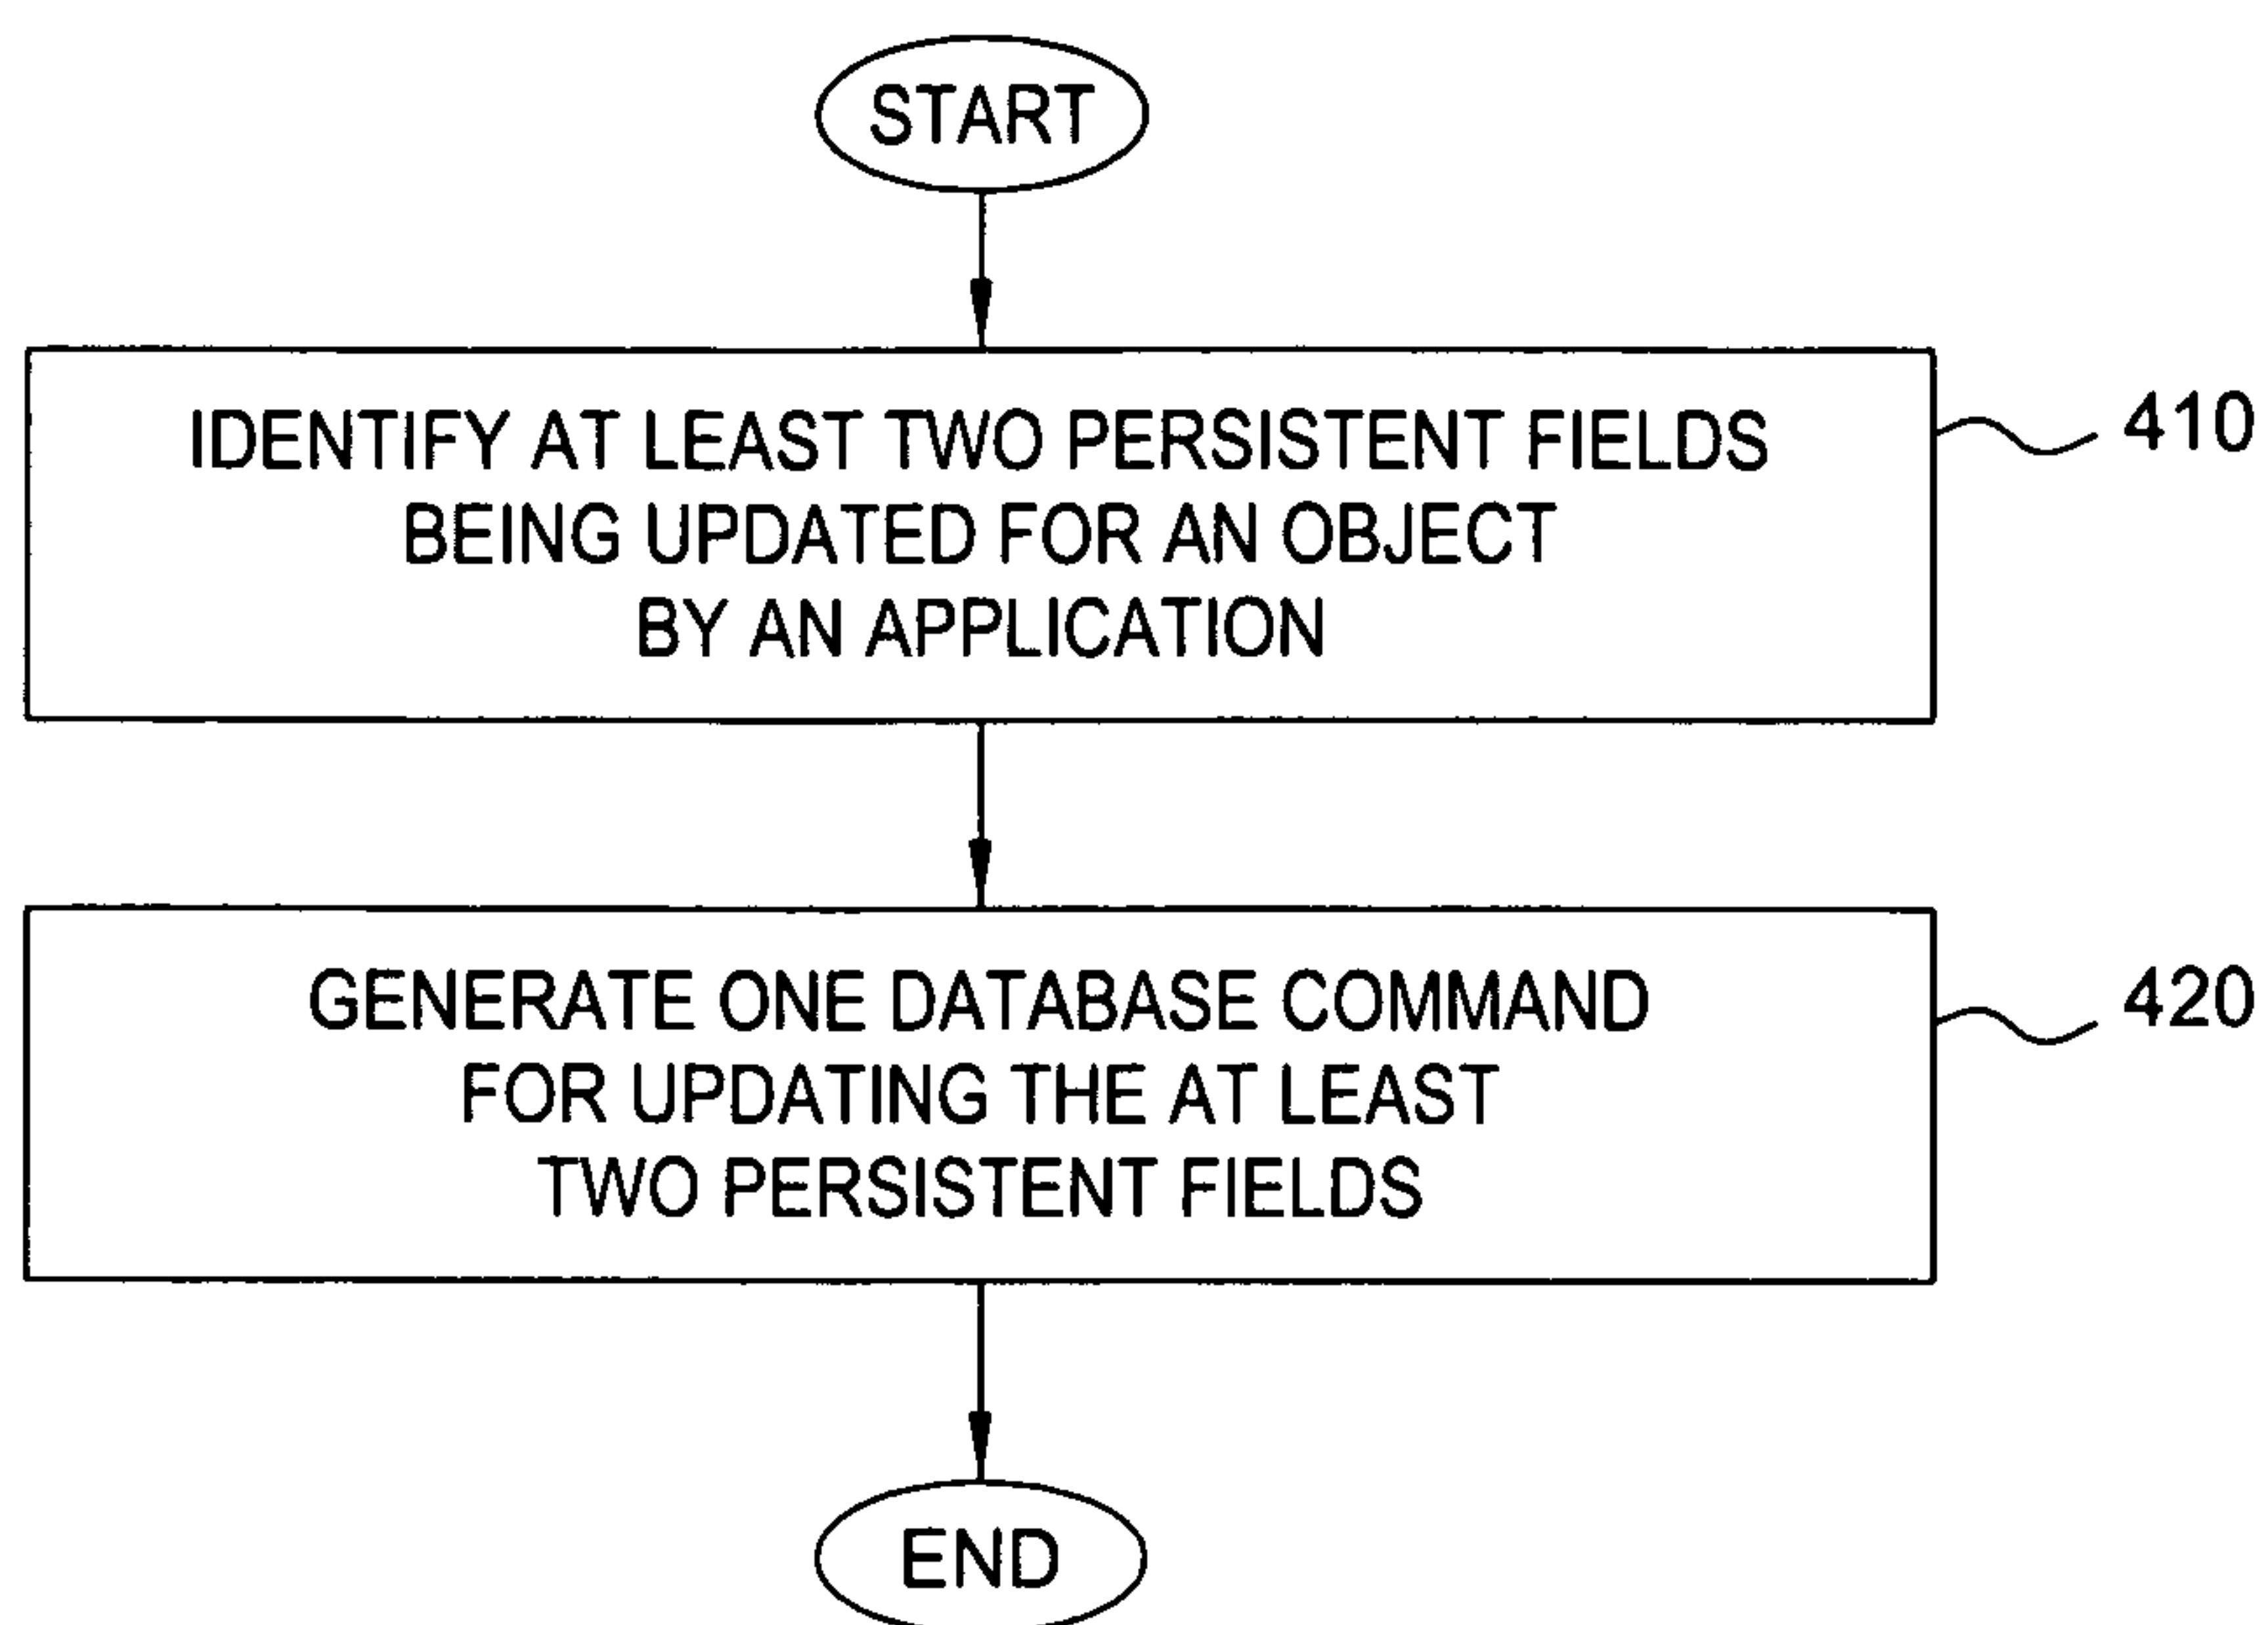 START
IDENTIFY AT LEAST TWO PERSISTENT FIELDS
BEING UPDATED FOR AN OBJECT
BY AN APPLICATION
410
GENERATE ONE DATABASE COMMAND
FOR UPDATING THE AT LEAST
TWO PERSISTENT FIELDS
420
END